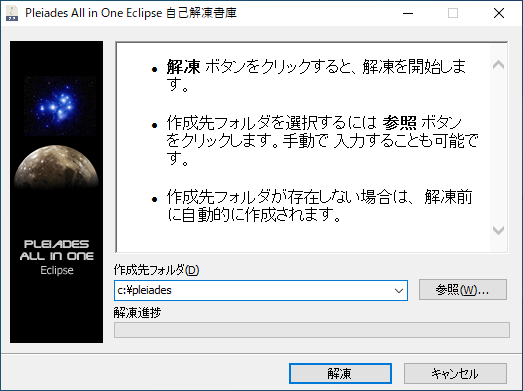 Pleiades All in One Eclipse 自己解凍書庫
• 解凍 ボタンをクリックすると、解凍を開始しま
す。
• 作成先フォルダを選択するには 参照 ボタン
をクリックします。手動で 入力することも可能で
す。
• 作成先フォルダが存在しない場合は、 解凍前
に自動的に作成されます。
PLEIADES
ALL IN ONE
Eclipse
作成先フォルダ(D)
c:¥pleiades
参照(W)...
解凍進捗
解凍
キャンセル